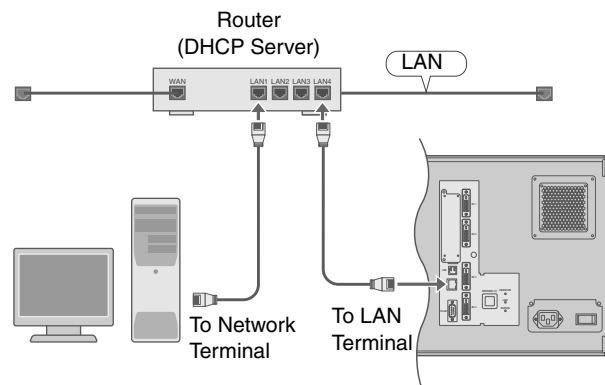 Router
(DHCP Server)
LAN
WAN
LAN1 LAN2 LAN3 LAN4
To Network
Terminal
To LAN
Terminal